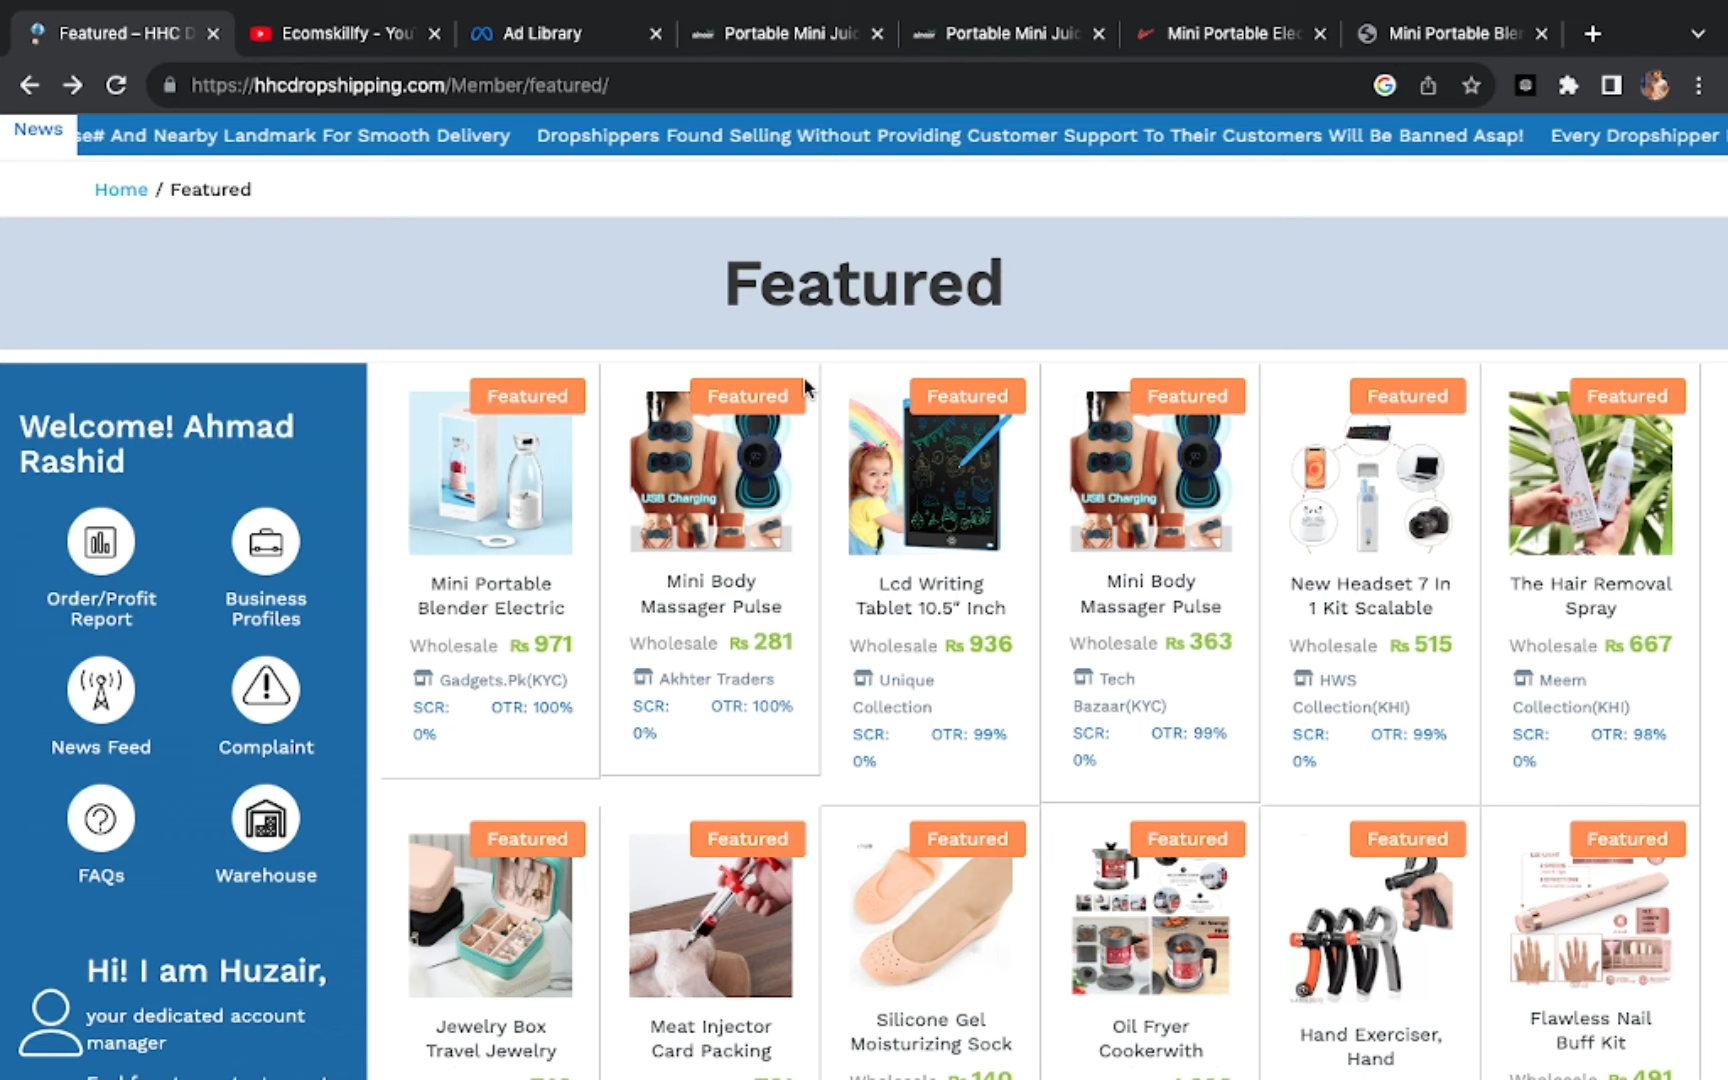 Featured – HHC D
Ecomskillfy - You
Ad Library
Portable Mini Juic
Portable Mini Juic
Mini Portable Elec
Mini Portable Blen
https://hhcdropshipping.com/Member/featured/
News
se# And Nearby Landmark For Smooth Delivery Dropshippers Found Selling Without Providing Customer Support To Their Customers Will Be Banned Asap! Every Dropshipper
Home / Featured
Featured
Welcome! Ahmad
Rashid
Order/Profit
Report
Business
Profiles
News Feed
Complaint
FAQs
Warehouse
Hi! I am Huzair,
your dedicated account
manager
Featured
Mini Portable
Blender Electric
Wholesale Rs 971
Gadgets.Pk(KYC)
SCR: OTR: 100%
0%
Featured
USB Charging
Mini Body
Massager Pulse
Wholesale Rs 281
Akhter Traders
SCR: OTR: 100%
0%
Featured
Lcd Writing
Tablet 10.5″ Inch
Wholesale Rs 936
Unique
Collection
SCR: OTR: 99%
0%
Featured
USB Charging
Mini Body
Massager Pulse
Wholesale Rs 363
Tech
Bazaar(KYC)
SCR: OTR: 99%
0%
Featured
New Headset 7 In
1 Kit Scalable
Wholesale Rs 515
HWS
Collection(KHI)
SCR: OTR: 99%
0%
Featured
The Hair Removal
Spray
Wholesale Rs 667
Meem
Collection(KHI)
SCR: OTR: 98%
0%
Featured
Jewelry Box
Travel Jewelry
Featured
Meat Injector
Card Packing
Featured
Silicone Gel
Moisturizing Sock
Wholesale Rs 140
Featured
Oil Fryer
Cookerwith
Featured
Hand Exerciser,
Hand
Featured
Flawless Nail
Buff Kit
Wholesale Rs 491